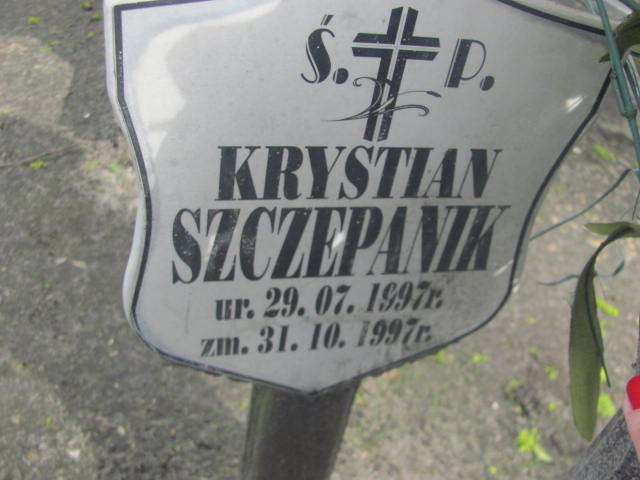 Ś. P.
KRYSTIAN
SZCZEPANIK
ur. 29. 07. 1997r.
zm. 31. 10. 1997r.